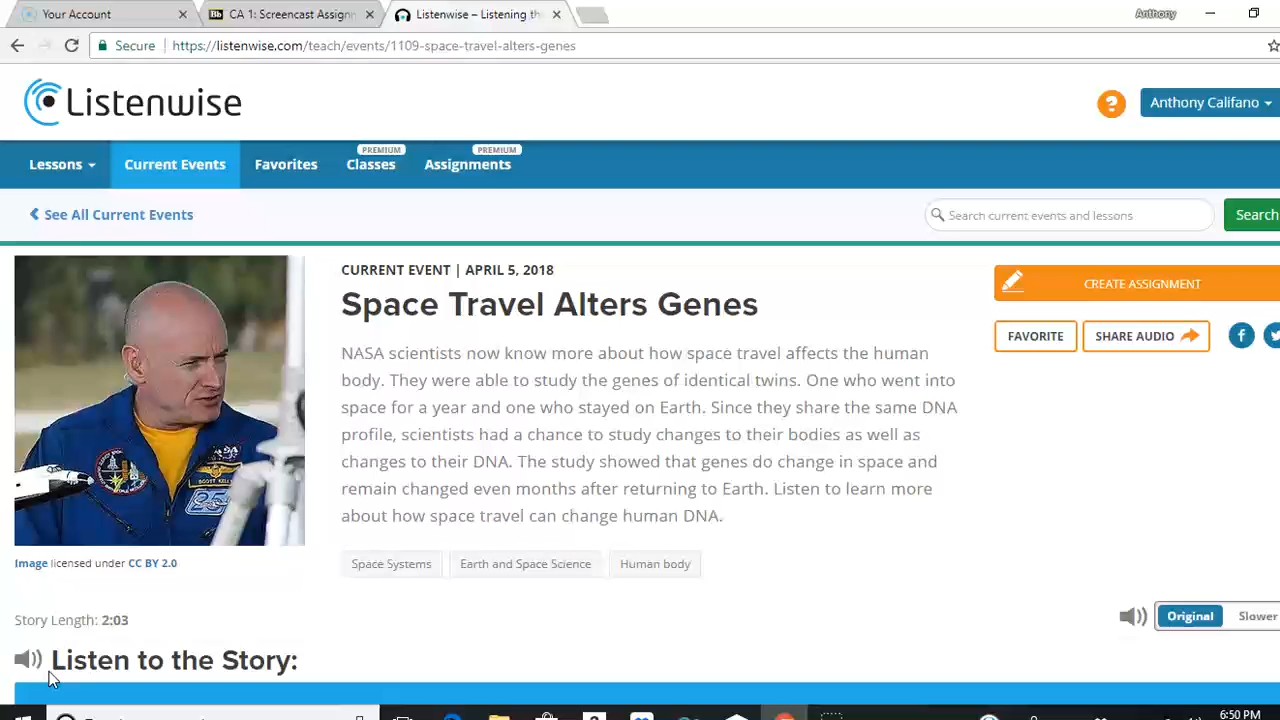 Your Account
Bb CA 1: Screencast Assignm
Listenwise – Listening th
Anthony
Secure
https://listenwise.com/teach/events/1109-space-travel-alters-genes
Listenwise
?
Anthony Califano
Lessons
Current Events
Favorites
PREMIUM
Classes
PREMIUM
Assignments
See All Current Events
Search current events and lessons
Search
CURRENT EVENT | APRIL 5, 2018
Space Travel Alters Genes
NASA scientists now know more about how space travel affects the human
body. They were able to study the genes of identical twins. One who went into
space for a year and one who stayed on Earth. Since they share the same DNA
profile, scientists had a chance to study changes to their bodies as well as
changes to their DNA. The study showed that genes do change in space and
remain changed even months after returning to Earth. Listen to learn more
about how space travel can change human DNA.
CREATE ASSIGNMENT
FAVORITE
SHARE AUDIO
Space Systems
Earth and Space Science
Human body
Image licensed under CC BY 2.0
Story Length: 2:03
Original
Slower
Listen to the Story:
6:50 PM